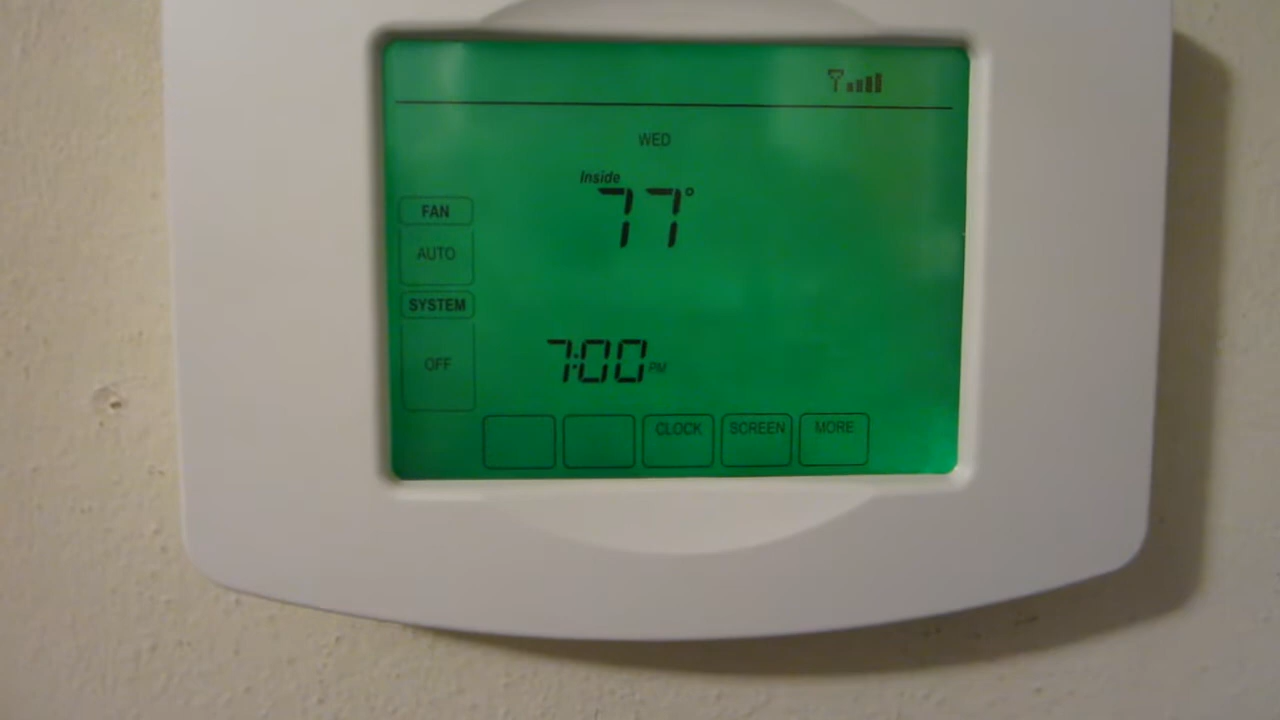 WED
Inside
77°
FAN
AUTO
SYSTEM
OFF
7:00 PM
CLOCK SCREEN MORE